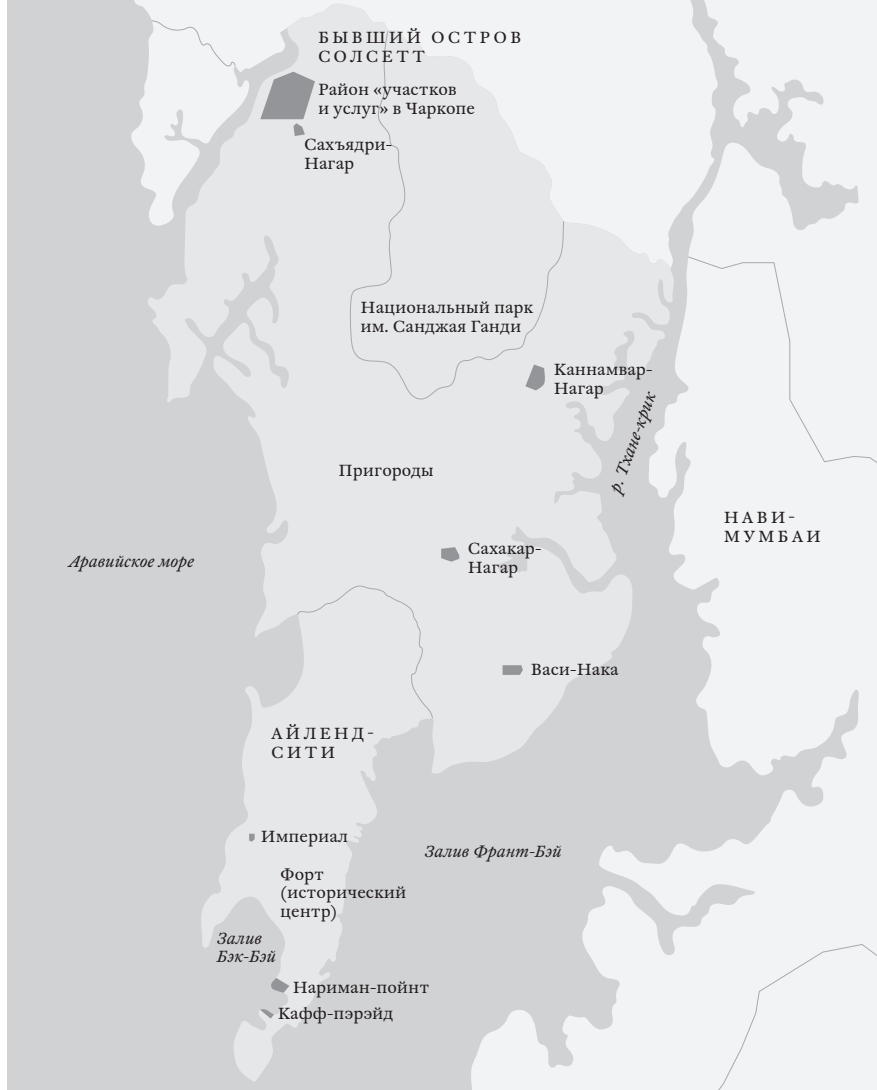 БЫВШИЙ ОСТРОВ
СОЛСЕТТ
Район «участков
и услуг» в Чаркопе
Сахъядри-
Нагар
Национальный парк
им. Санджая Ганди
Каннамвар-
Нагар
р. Тхане-крик
Пригороды
НАВИ-
МУМБАИ
Сахакар-
Нагар
Аравийское море
Васи-Нака
АЙЛЕНД-
СИТИ
Империал
Залив Франт-Бэй
Форт
(исторический
центр)
Залив
Бэк-Бэй
Нариман-пойнт
Кафф-пэрэйд